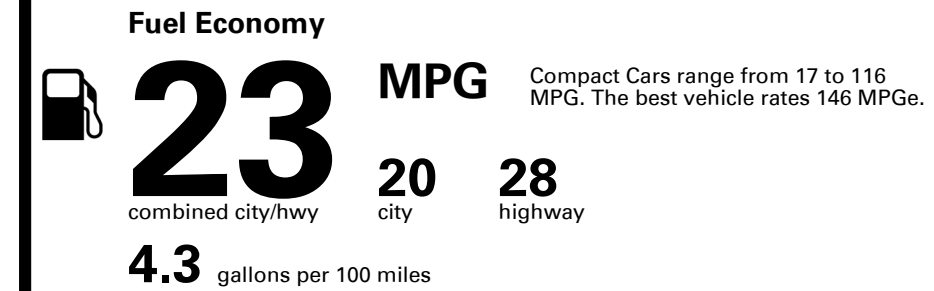 Fuel Economy
23
MPG
Compact Cars range from 17 to 116
MPG. The best vehicle rates 146 MPGe.
combined city/hwy
20
city
28
highway
4.3 gallons per 100 miles